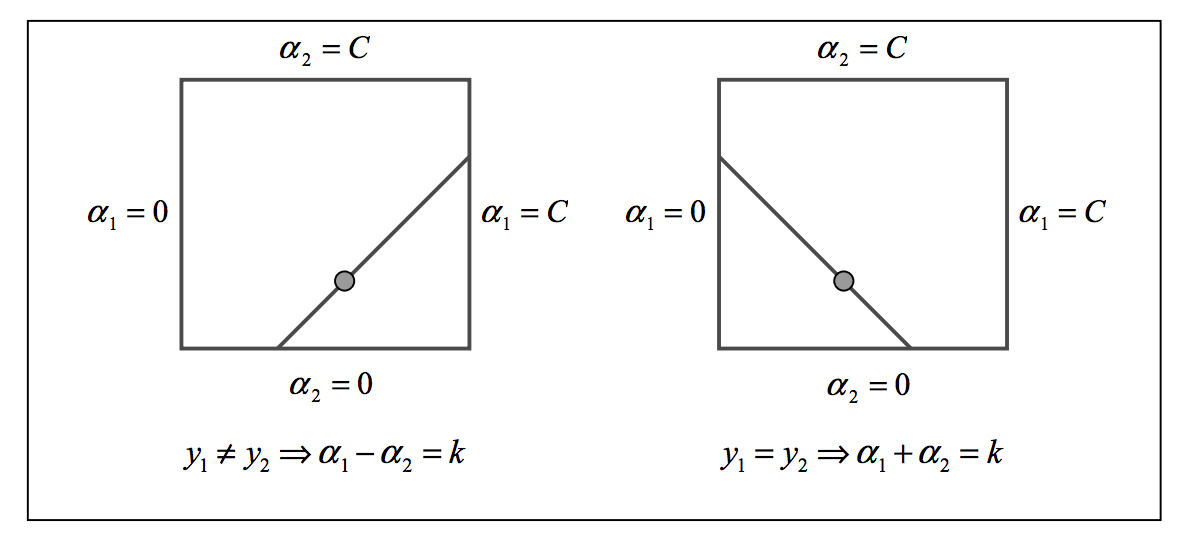 α₂ = C
α₂ = C
α₁ = 0
α₁ = C
α₁ = 0
α₁ = C
α₂ = 0
α₂ = 0
y₁ ≠ y₂ ⇒ α₁ − α₂ = k
y₁ = y₂ ⇒ α₁ + α₂ = k